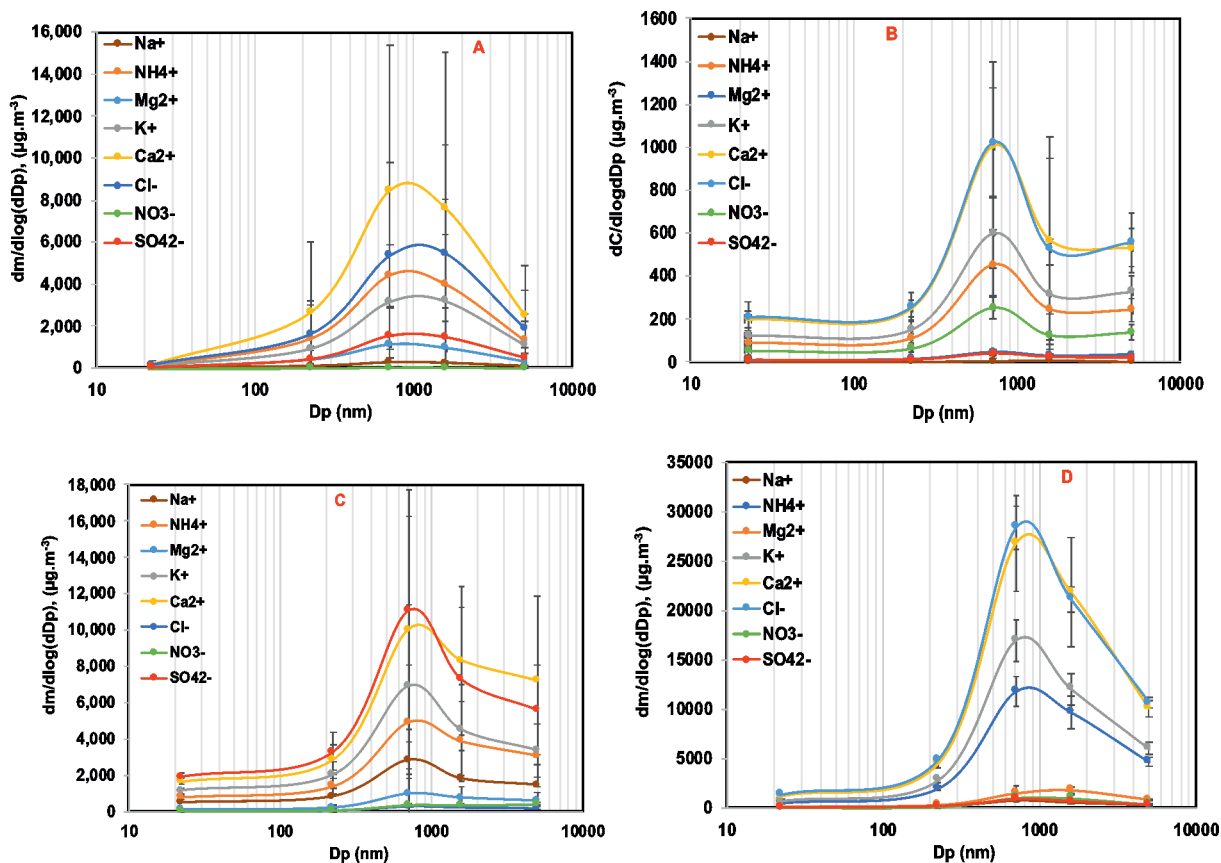 16,000
14,000
12,000
10,000
8,000
6,000
4,000
2,000
0
dm/dlog(dDp), (µg.m-³)
Na+
NH4+
Mg2+
K+
Ca2+
Cl-
NO3-
SO42-
A
10
100
1000
10000
Dp (nm)
1600
1400
1200
1000
800
600
400
200
0
dC/dlogdDp (µg.m-³)
Na+
NH4+
Mg2+
K+
Ca2+
Cl-
NO3-
SO42-
B
10
100
1000
10000
Dp (nm)
18,000
16,000
14,000
12,000
10,000
8,000
6,000
4,000
2,000
0
dm/dlog(dDp), (µg.m-³)
Na+
NH4+
Mg2+
K+
Ca2+
Cl-
NO3-
SO42-
C
10
100
1000
10000
Dp (nm)
35000
30000
25000
20000
15000
10000
5000
0
dm/dlog(dDp), (µg.m-³)
Na+
NH4+
Mg2+
K+
Ca2+
Cl-
NO3-
SO42-
D
10
100
1000
10000
Dp (nm)